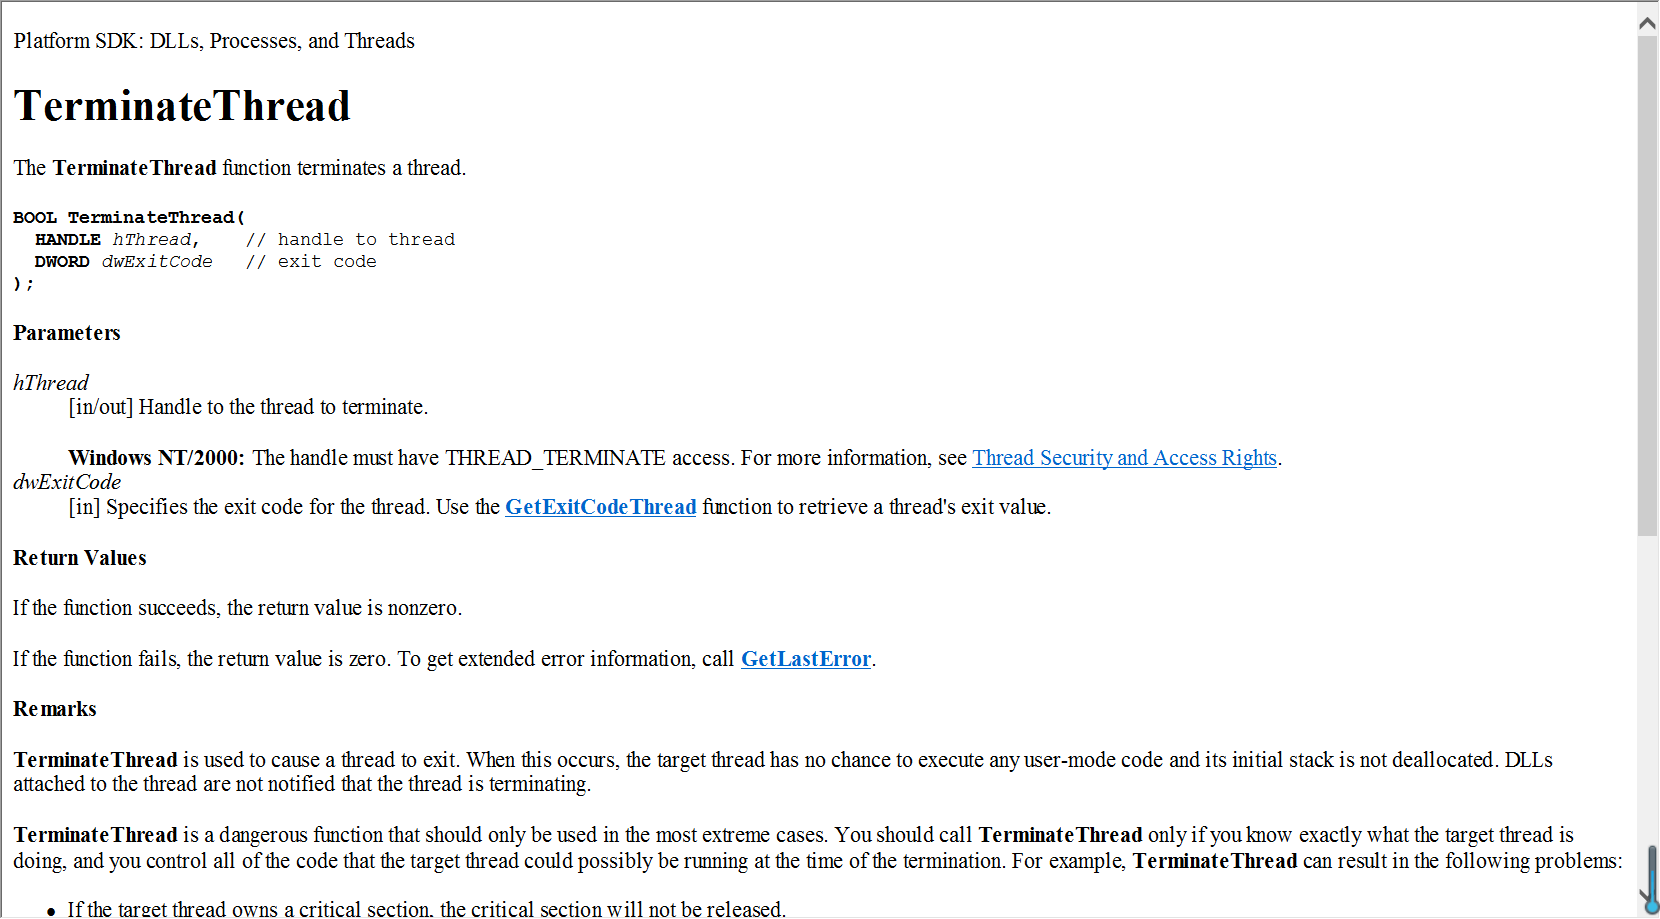 Platform SDK: DLLs, Processes, and Threads
TerminateThread
The TerminateThread function terminates a thread.
BOOL TerminateThread(
  HANDLE hThread,    // handle to thread
  DWORD dwExitCode   // exit code
);
Parameters
hThread
[in/out] Handle to the thread to terminate.
Windows NT/2000: The handle must have THREAD_TERMINATE access. For more information, see Thread Security and Access Rights.
dwExitCode
[in] Specifies the exit code for the thread. Use the GetExitCodeThread function to retrieve a thread's exit value.
Return Values
If the function succeeds, the return value is nonzero.
If the function fails, the return value is zero. To get extended error information, call GetLastError.
Remarks
TerminateThread is used to cause a thread to exit. When this occurs, the target thread has no chance to execute any user-mode code and its initial stack is not deallocated. DLLs
attached to the thread are not notified that the thread is terminating.
TerminateThread is a dangerous function that should only be used in the most extreme cases. You should call TerminateThread only if you know exactly what the target thread is
doing, and you control all of the code that the target thread could possibly be running at the time of the termination. For example, TerminateThread can result in the following problems:
• If the target thread owns a critical section, the critical section will not be released.